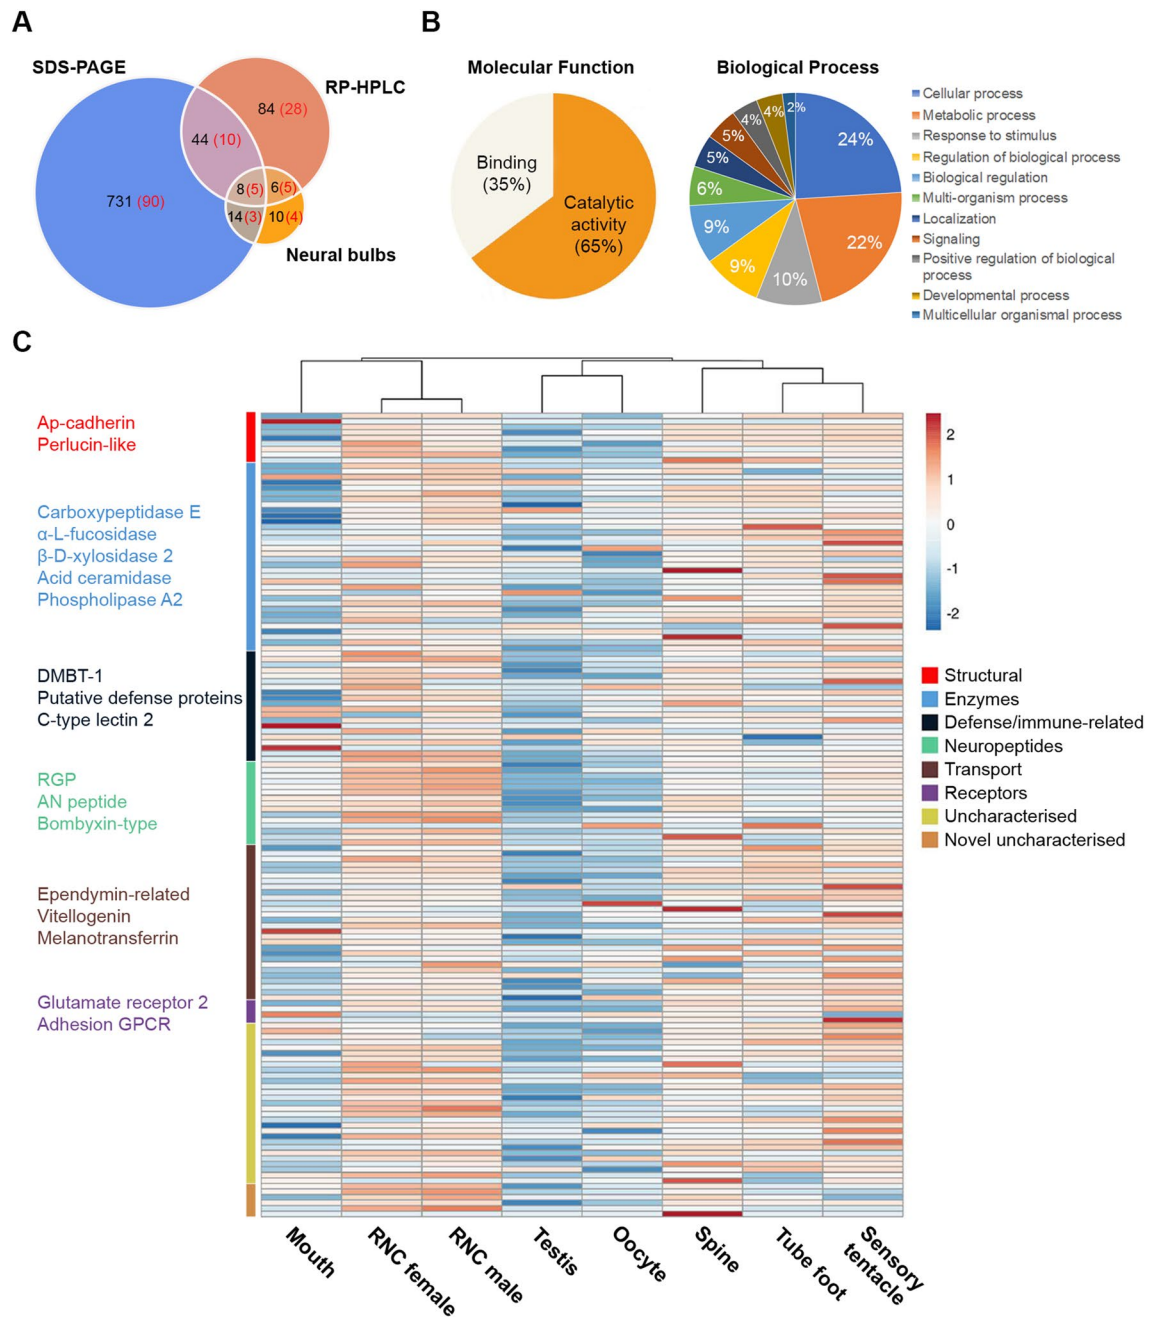 A
SDS-PAGE
RP-HPLC
84 (28)
44 (10)
8(5)
6(5)
731 (90)
14(3)
10(4)
Neural bulbs
B
Molecular Function
Binding
(35%)
Catalytic
activity
(65%)
Biological Process
24%
22%
10%
9%
9%
6%
5%
5%
4%
4%
2%
Cellular process
Metabolic process
Response to stimulus
Regulation of biological process
Biological regulation
Multi-organism process
Localization
Signaling
Positive regulation of biological
process
Developmental process
Multicellular organismal process
C
Ap-cadherin
Perlucin-like
Carboxypeptidase E
α-L-fucosidase
β-D-xylosidase 2
Acid ceramidase
Phospholipase A2
DMBT-1
Putative defense proteins
C-type lectin 2
RGP
AN peptide
Bombyxin-type
Ependymin-related
Vitellogenin
Melanotransferrin
Glutamate receptor 2
Adhesion GPCR
2
1
0
-1
-2
Structural
Enzymes
Defense/immune-related
Neuropeptides
Transport
Receptors
Uncharacterised
Novel uncharacterised
Mouth
RNC female
RNC male
Testis
Oocyte
Spine
Tube foot
Sensory
tentacle